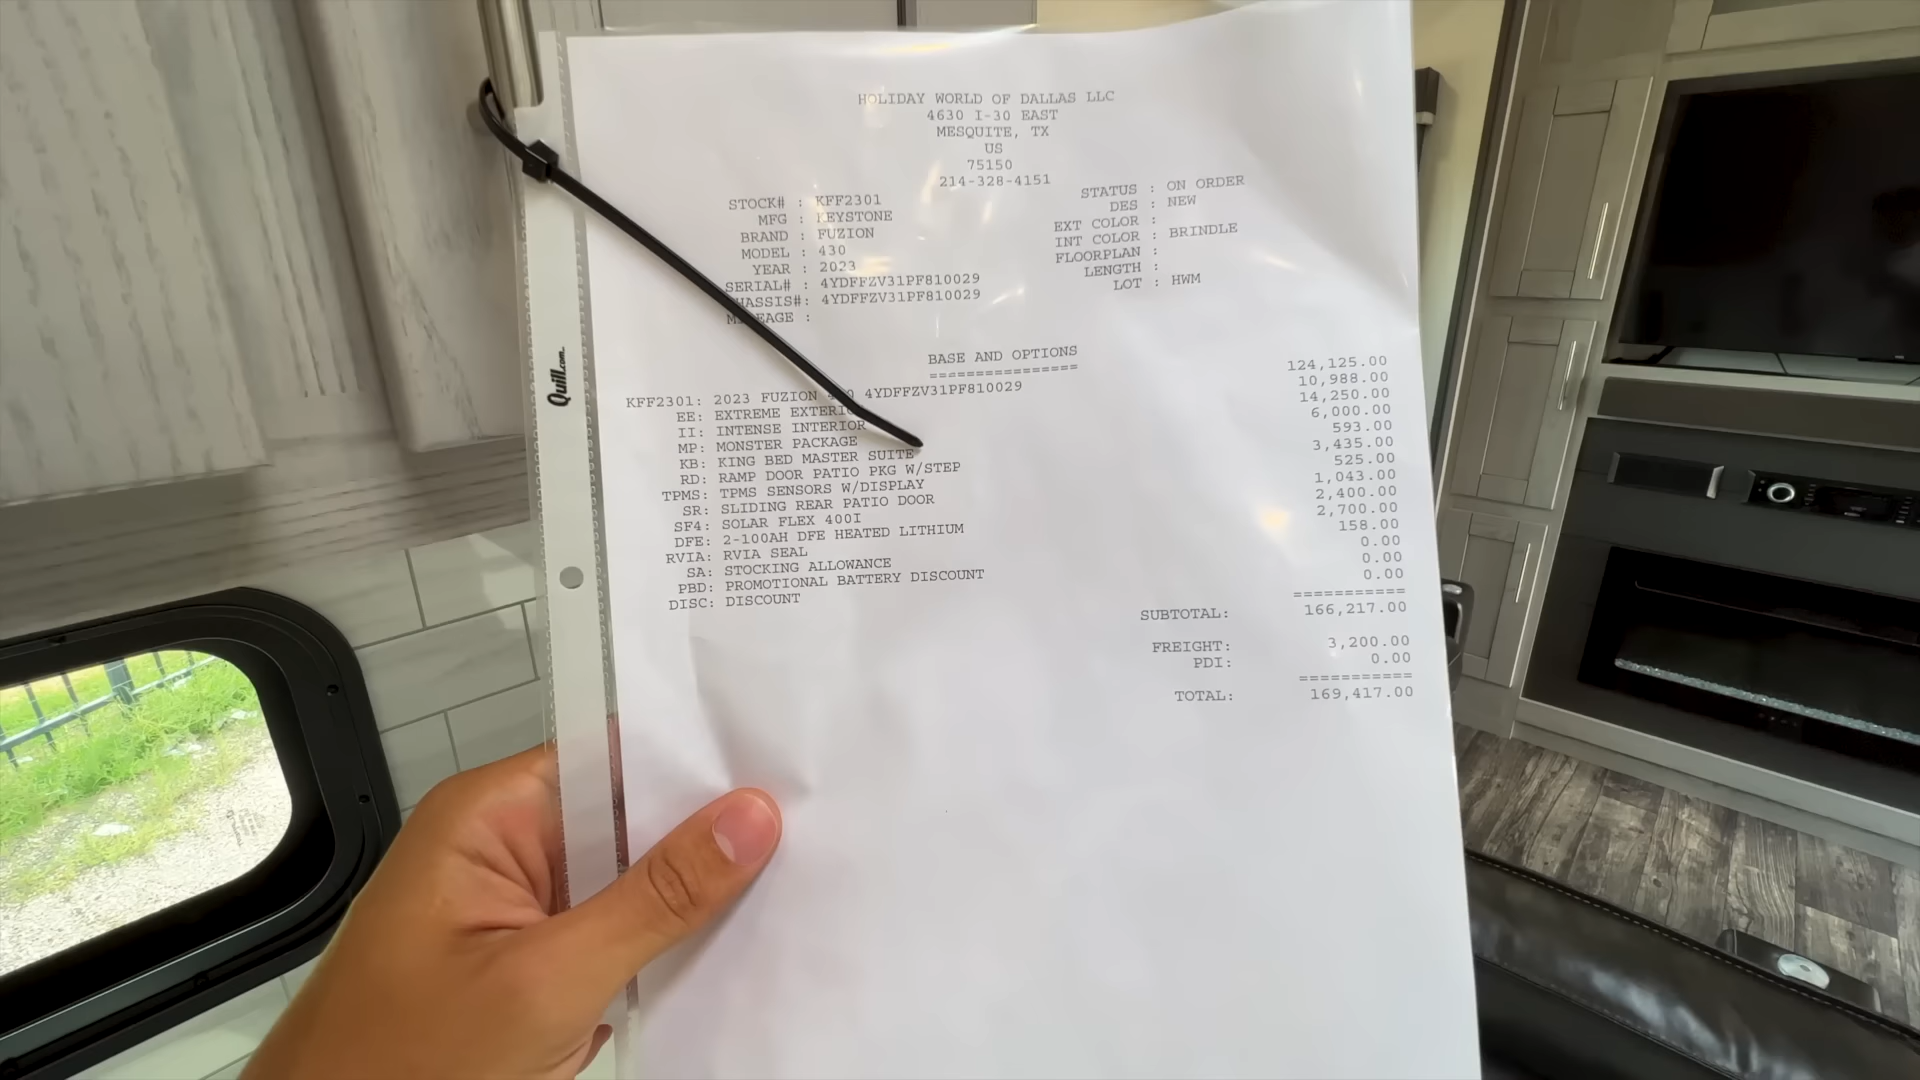 HOLIDAY WORLD OF DALLAS LLC
4630 I-30 EAST
MESQUITE, TX
US
75150
214-328-4151
STOCK# : KFF2301
MFG : KEYSTONE
BRAND : FUZION
MODEL : 430
YEAR : 2023
SERIAL# : 4YDFFZV31PF810029
HASSIS#: 4YDFFZV31PF810029
M EAGE :
STATUS : ON ORDER
DES : NEW
EXT COLOR :
INT COLOR : BRINDLE
FLOORPLAN :
LENGTH :
LOT : HWM
BASE AND OPTIONS
===============
KFF2301: 2023 FUZION 430 4YDFFZV31PF810029 124,125.00
EE: EXTREME EXTERIO 10,988.00
II: INTENSE INTERIOR 14,250.00
MP: MONSTER PACKAGE 6,000.00
KB: KING BED MASTER SUITE 593.00
RD: RAMP DOOR PATIO PKG W/STEP 3,435.00
TPMS: TPMS SENSORS W/DISPLAY 525.00
SR: SLIDING REAR PATIO DOOR 1,043.00
SF4: SOLAR FLEX 400I 2,400.00
DFE: 2-100AH DFE HEATED LITHIUM 2,700.00
RVIA: RVIA SEAL 158.00
SA: STOCKING ALLOWANCE 0.00
PBD: PROMOTIONAL BATTERY DISCOUNT 0.00
DISC: DISCOUNT 0.00
===========
SUBTOTAL: 166,217.00
FREIGHT: 3,200.00
PDI: 0.00
===========
TOTAL: 169,417.00
Quill.com